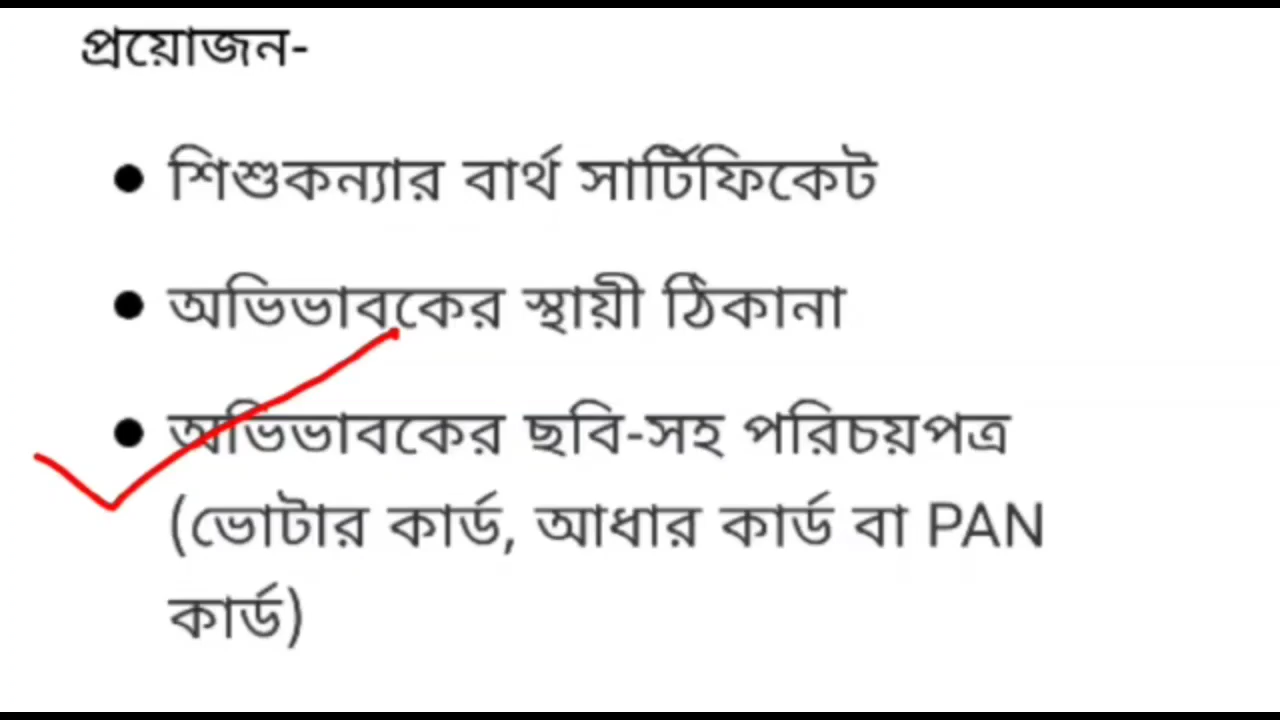 প্রয়োজন-
● শিশুকন্যার বার্থ সার্টিফিকেট
● অভিভাবকের স্থায়ী ঠিকানা
● অভিভাবকের ছবি-সহ পরিচয়পত্র
(ভোটার কার্ড, আধার কার্ড বা PAN
কার্ড)